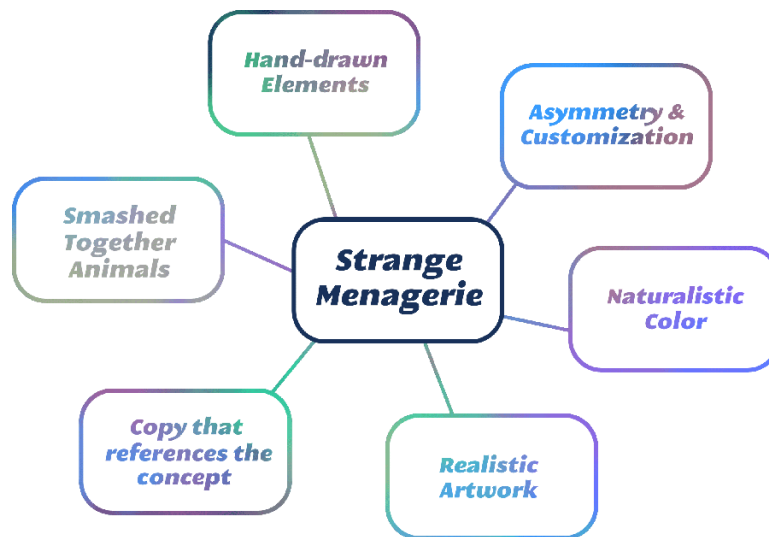 Hand-drawn
Elements
Asymmetry &
Customization
Smashed
Together
Animals
Strange
Menagerie
Naturalistic
Color
Copy that
references the
concept
Realistic
Artwork